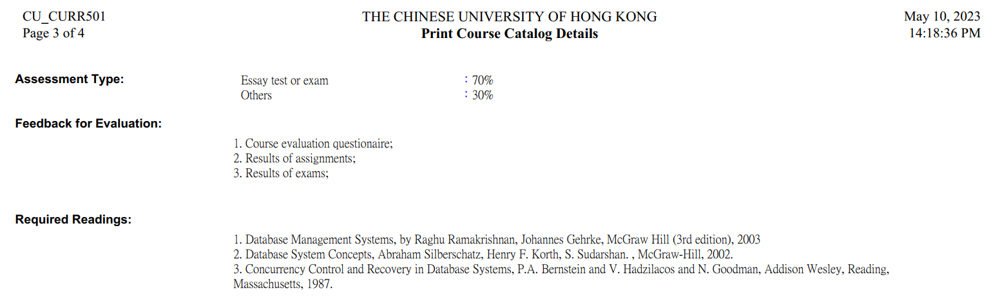 CU_CURR501 THE CHINESE UNIVERSITY OF HONG KONG May 10, 2023
Page 3 of 4 Print Course Catalog Details 14:18:36 PM
Assessment Type: Essay test or exam : 70%
Others : 30%
Feedback for Evaluation:
1. Course evaluation questionaire;
2. Results of assignments;
3. Results of exams;
Required Readings:
1. Database Management Systems, by Raghu Ramakrishnan, Johannes Gehrke, McGraw Hill (3rd edition), 2003
2. Database System Concepts, Abraham Silberschatz, Henry F. Korth, S. Sudarshan. , McGraw-Hill, 2002.
3. Concurrency Control and Recovery in Database Systems, P.A. Bernstein and V. Hadzilacos and N. Goodman, Addison Wesley, Reading,
Massachusetts, 1987.